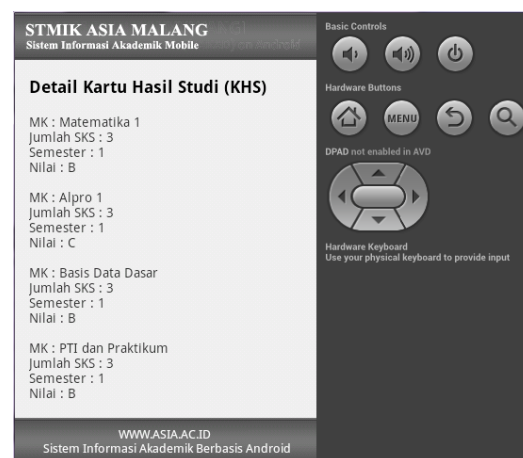 STMIK ASIA MALANG
Sistem Informasi Akademik Mobile
Detail Kartu Hasil Studi (KHS)
MK : Matematika 1
Jumlah SKS : 3
Semester : 1
Nilai : B
MK : Alpro 1
Jumlah SKS : 3
Semester : 1
Nilai : C
MK : Basis Data Dasar
Jumlah SKS : 3
Semester : 1
Nilai : B
MK : PTI dan Praktikum
Jumlah SKS : 3
Semester : 1
Nilai : B
WWW.ASIA.AC.ID
Sistem Informasi Akademik Berbasis Android
Basic Controls
Hardware Buttons
MENU
DPAD not enabled in AVD
Hardware Keyboard
Use your physical keyboard to provide input